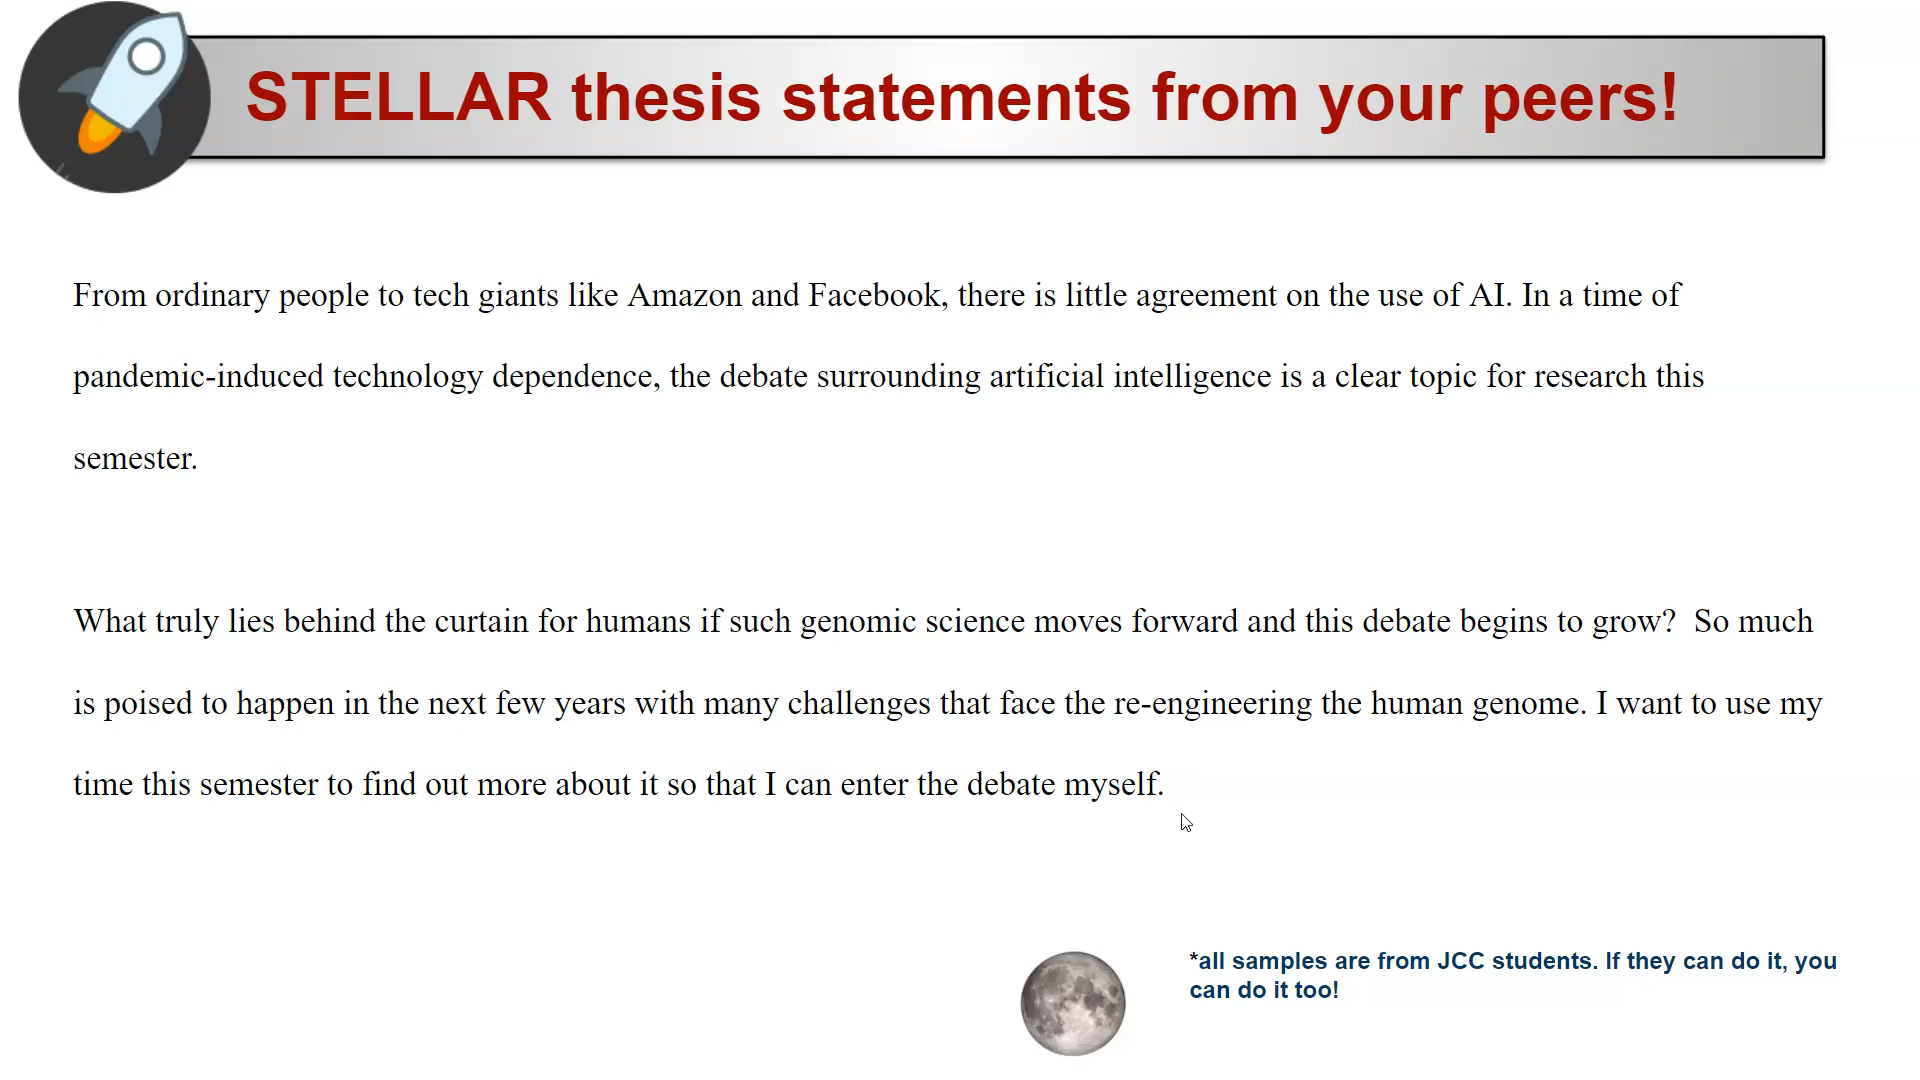 STELLAR thesis statements from your peers!
From ordinary people to tech giants like Amazon and Facebook, there is little agreement on the use of AI. In a time of
pandemic-induced technology dependence, the debate surrounding artificial intelligence is a clear topic for research this
semester.
What truly lies behind the curtain for humans if such genomic science moves forward and this debate begins to grow?  So much
is poised to happen in the next few years with many challenges that face the re-engineering the human genome. I want to use my
time this semester to find out more about it so that I can enter the debate myself.
*all samples are from JCC students. If they can do it, you
can do it too!